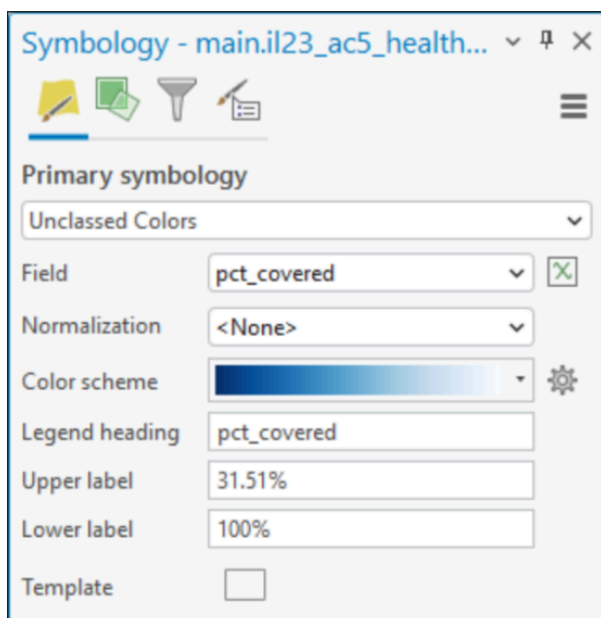 Symbology - main.il23_ac5_health...
Primary symbology
Unclassed Colors
Field pct_covered
Normalization <None>
Color scheme
Legend heading pct_covered
Upper label 31.51%
Lower label 100%
Template